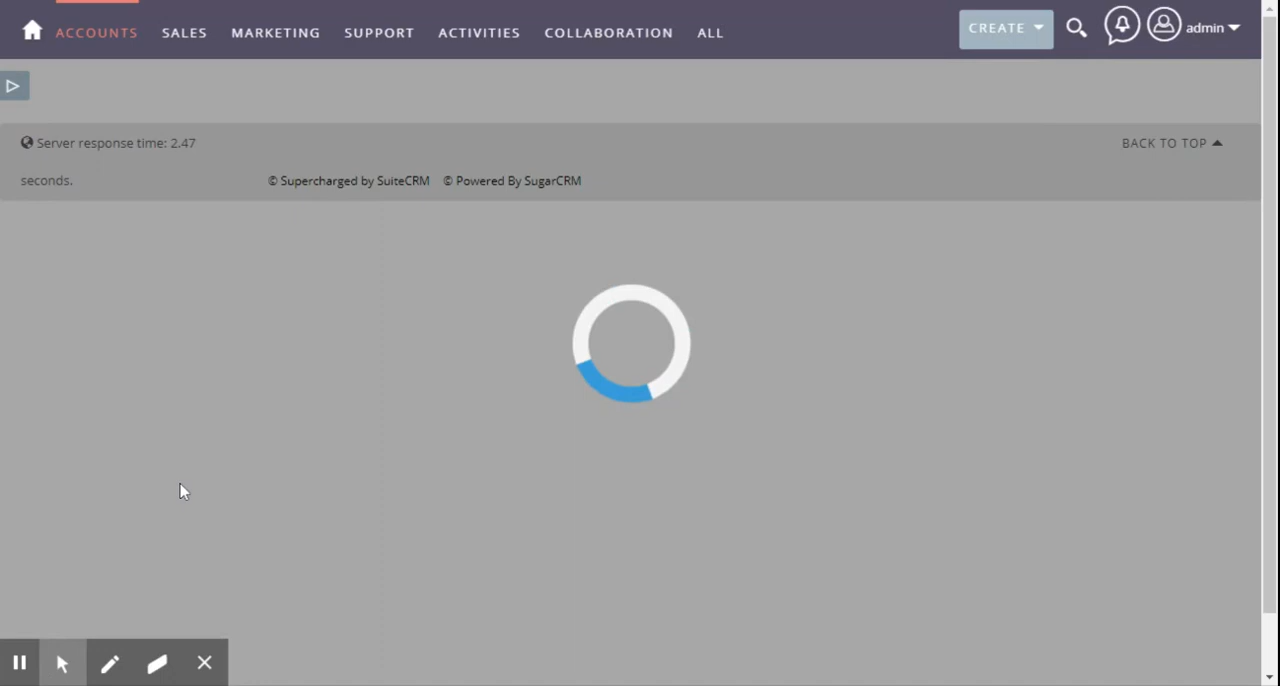 ACCOUNTS SALES MARKETING SUPPORT ACTIVITIES COLLABORATION ALL CREATE admin
Server response time: 2.47 BACK TO TOP
seconds. © Supercharged by SuiteCRM © Powered By SugarCRM